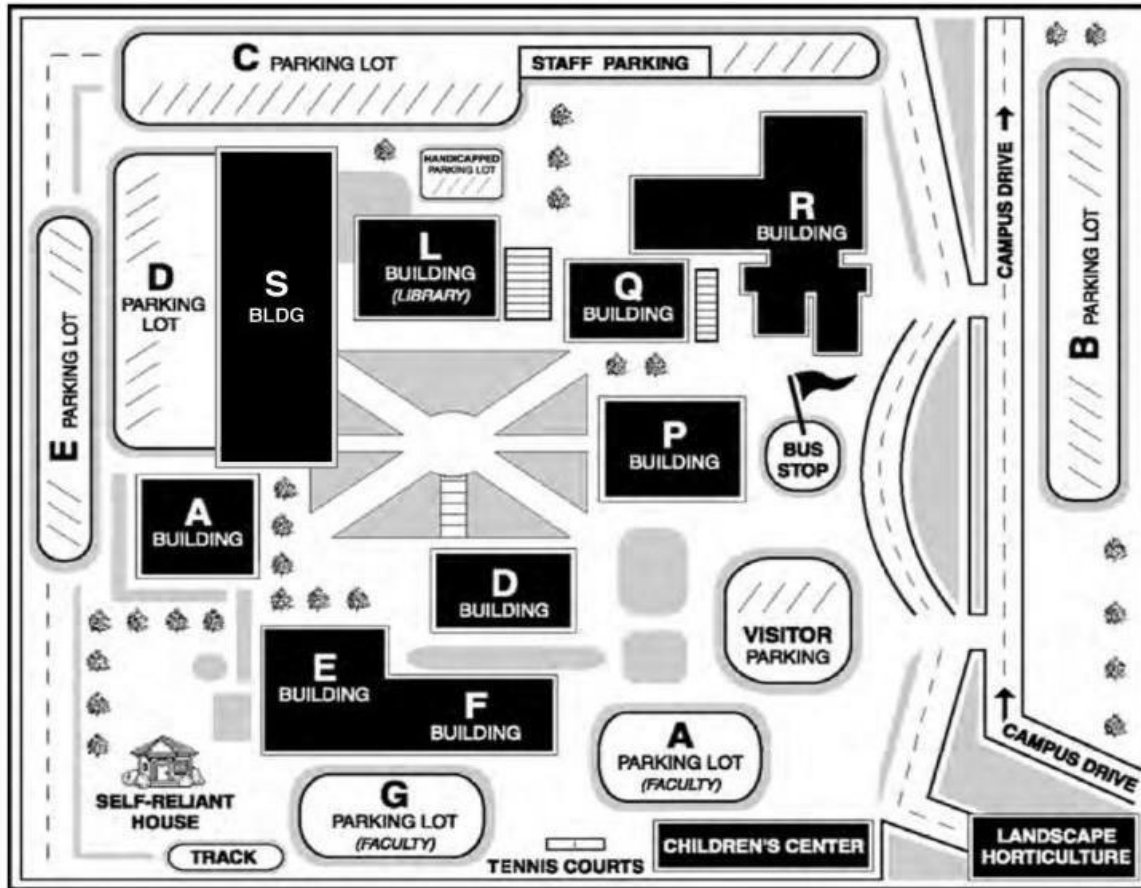 C PARKING LOT
STAFF PARKING
HANDICAPPED
PARKING LOT
CAMPUS DRIVE
B PARKING LOT
R
BUILDING
L
BUILDING
(LIBRARY)
Q
BUILDING
S
BLDG
D
PARKING
LOT
E PARKING LOT
P
BUILDING
BUS
STOP
A
BUILDING
D
BUILDING
VISITOR
PARKING
E
BUILDING
F
BUILDING
A
PARKING LOT
(FACULTY)
CAMPUS DRIVE
SELF-RELIANT
HOUSE
G
PARKING LOT
(FACULTY)
TRACK
TENNIS COURTS
CHILDREN'S CENTER
LANDSCAPE
HORTICULTURE